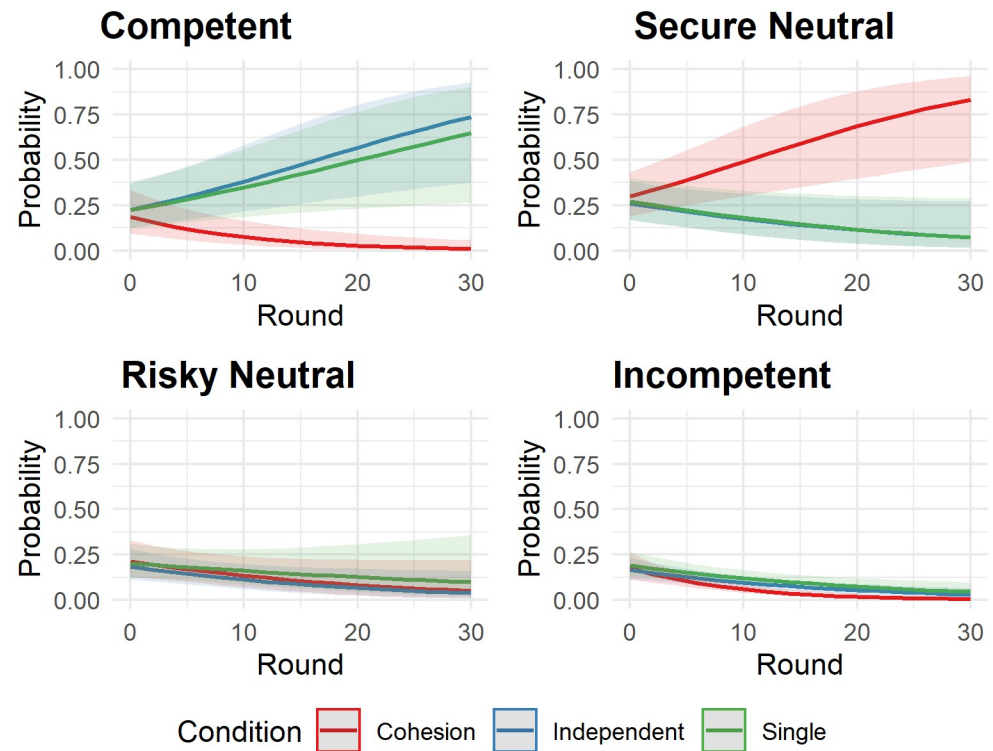 Competent
Secure Neutral
1.00
0.75
0.50
0.25
0.00
Probability
0 10 20 30
Round
1.00
0.75
0.50
0.25
0.00
Probability
0 10 20 30
Round
Risky Neutral
Incompetent
1.00
0.75
0.50
0.25
0.00
Probability
0 10 20 30
Round
1.00
0.75
0.50
0.25
0.00
Probability
0 10 20 30
Round
Condition Cohesion Independent Single